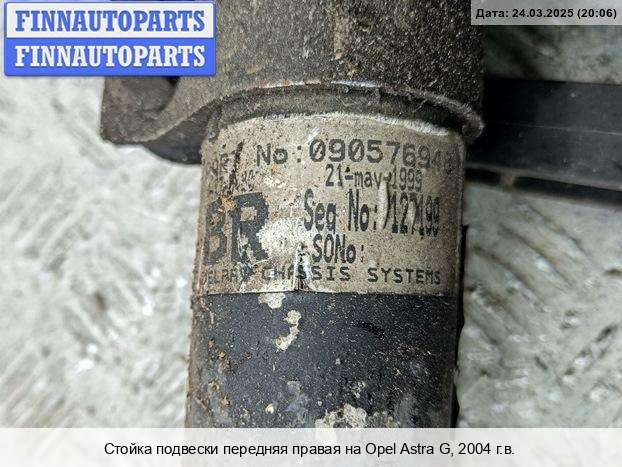 FINNAUTOPARTS
FINNAUTOPARTS
Дата: 24.03.2025 (20:06)
No:09057694
21-may-1999
BR Seq No: 127199
SONo:
CHASSIS SYSTEMS
Стойка подвески передняя правая на Opel Astra G, 2004 г.в.